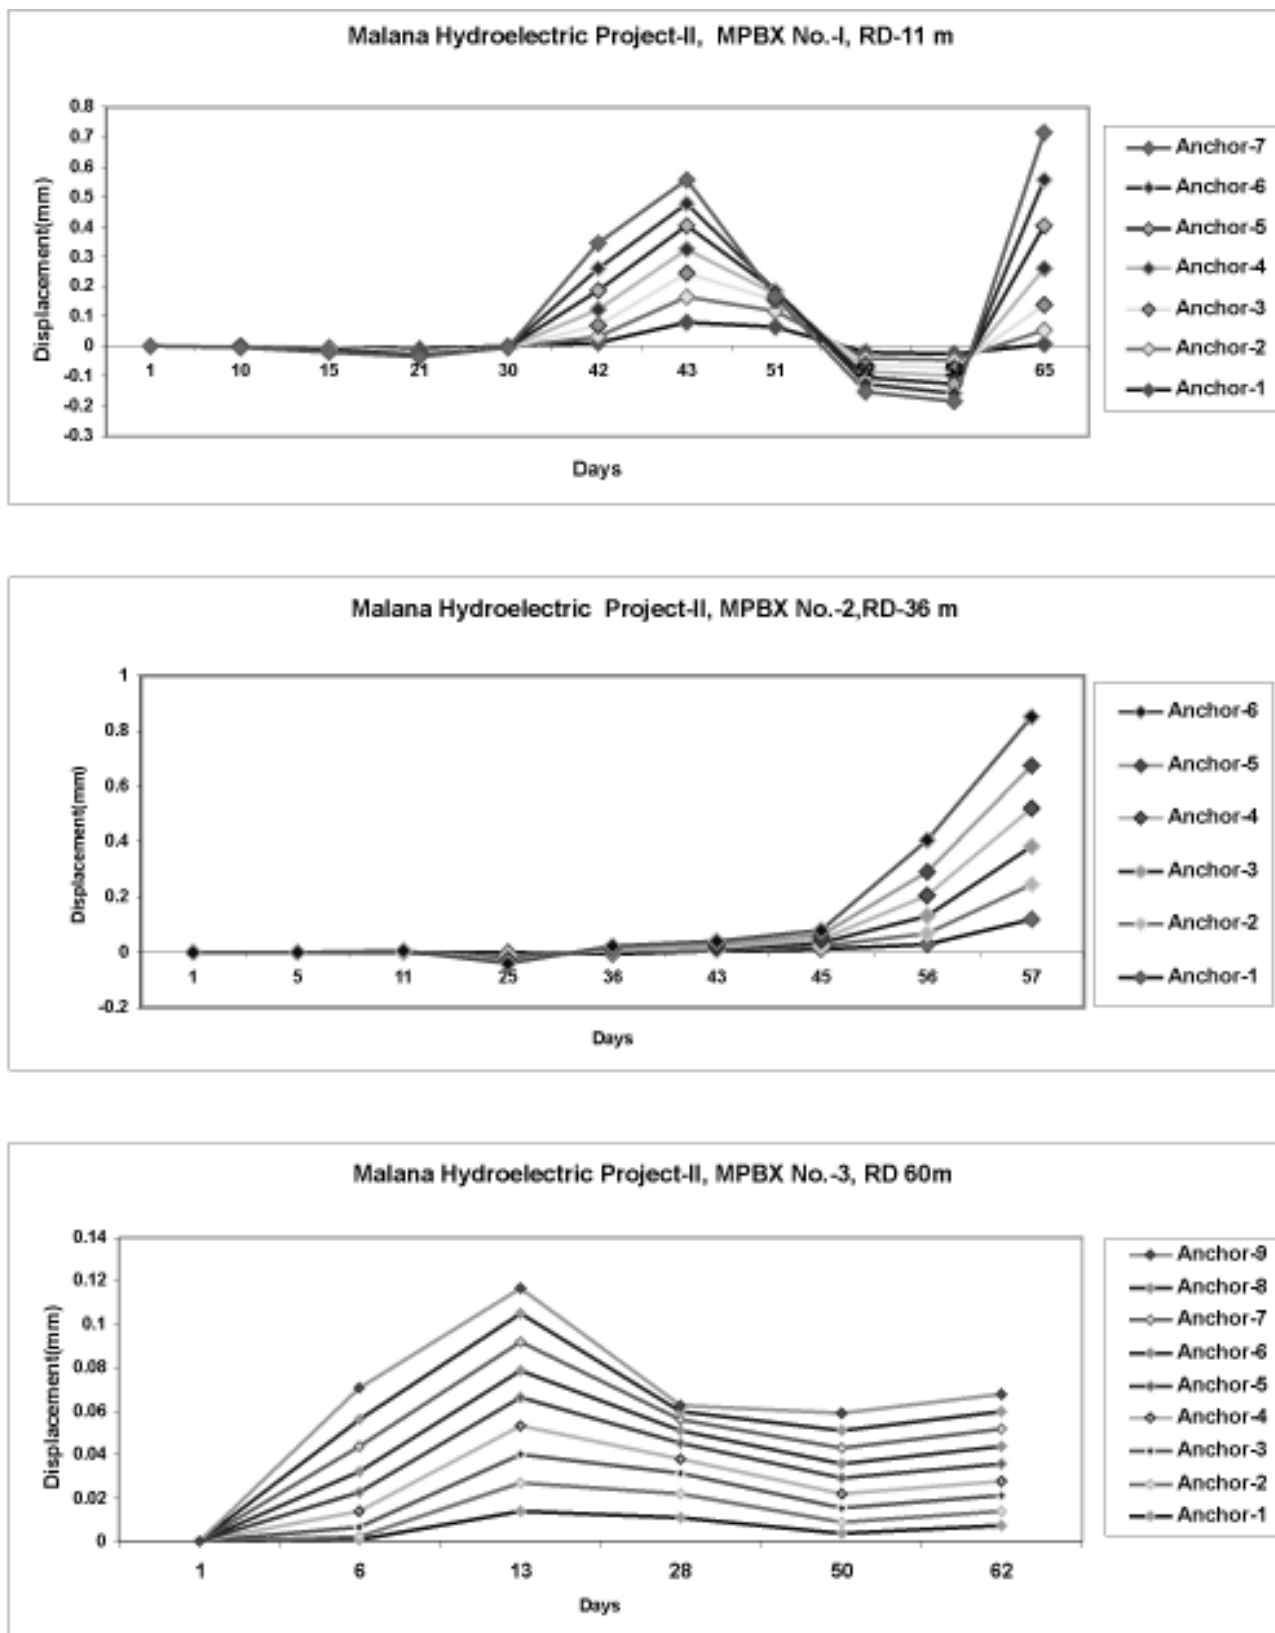 Malana Hydroelectric Project-II, MPBX No.-I, RD-11 m
Displacement(mm)
0.8
0.7
0.6
0.5
0.4
0.3
0.2
0.1
0
-0.1
-0.2
-0.3
1 10 15 21 30 42 43 51 65
Days
Anchor-7
Anchor-6
Anchor-5
Anchor-4
Anchor-3
Anchor-2
Anchor-1
Malana Hydroelectric Project-II, MPBX No.-2,RD-36 m
Displacement(mm)
1
0.8
0.6
0.4
0.2
0
-0.2
1 5 11 25 36 43 45 56 57
Days
Anchor-6
Anchor-5
Anchor-4
Anchor-3
Anchor-2
Anchor-1
Malana Hydroelectric Project-II, MPBX No.-3, RD 60m
Displacement(mm)
0.14
0.12
0.1
0.08
0.06
0.04
0.02
0
1 6 13 28 50 62
Days
Anchor-9
Anchor-8
Anchor-7
Anchor-6
Anchor-5
Anchor-4
Anchor-3
Anchor-2
Anchor-1